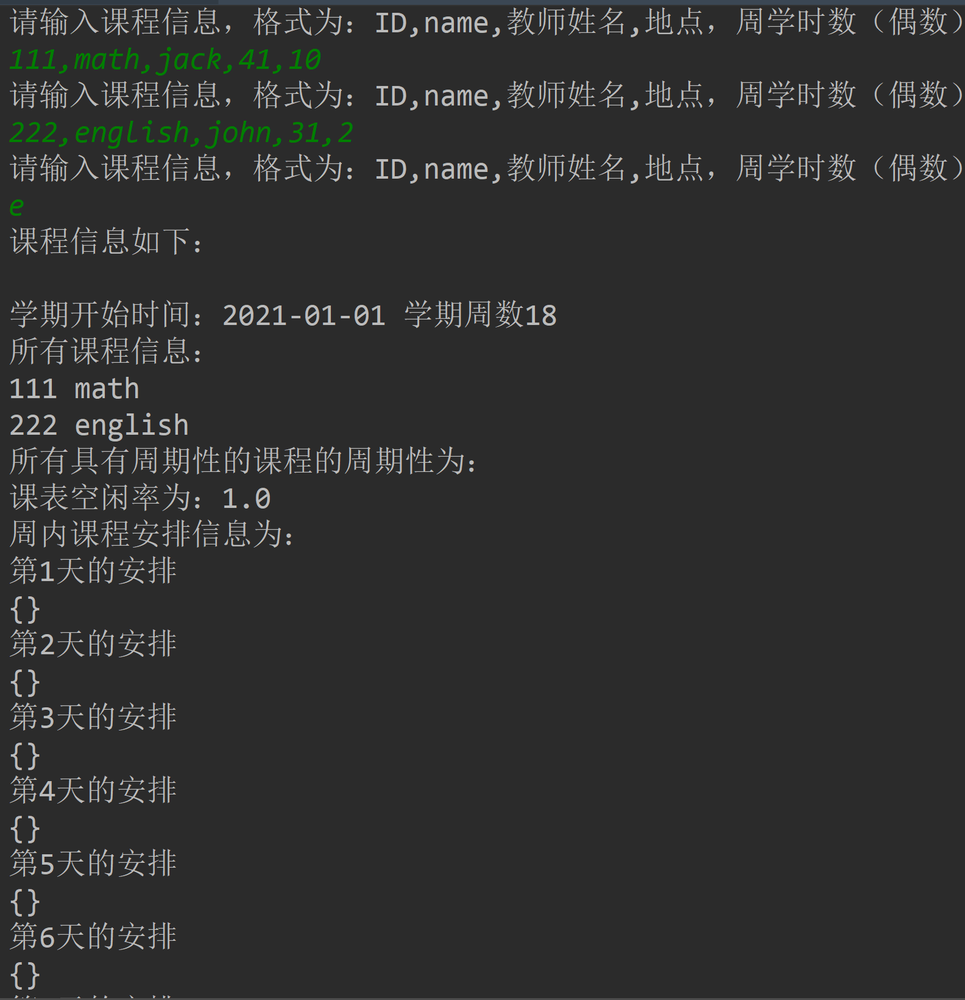 请输入课程信息，格式为：ID,name,教师姓名,地点，周学时数（偶数）
111,math,jack,41,10
请输入课程信息，格式为：ID,name,教师姓名,地点，周学时数（偶数）
222,english,john,31,2
请输入课程信息，格式为：ID,name,教师姓名,地点，周学时数（偶数）
e
课程信息如下：
学期开始时间：2021-01-01 学期周数18
所有课程信息：
111 math
222 english
所有具有周期性的课程的周期性为：
课表空闲率为：1.0
周内课程安排信息为：
第1天的安排
{}
第2天的安排
{}
第3天的安排
{}
第4天的安排
{}
第5天的安排
{}
第6天的安排
{}